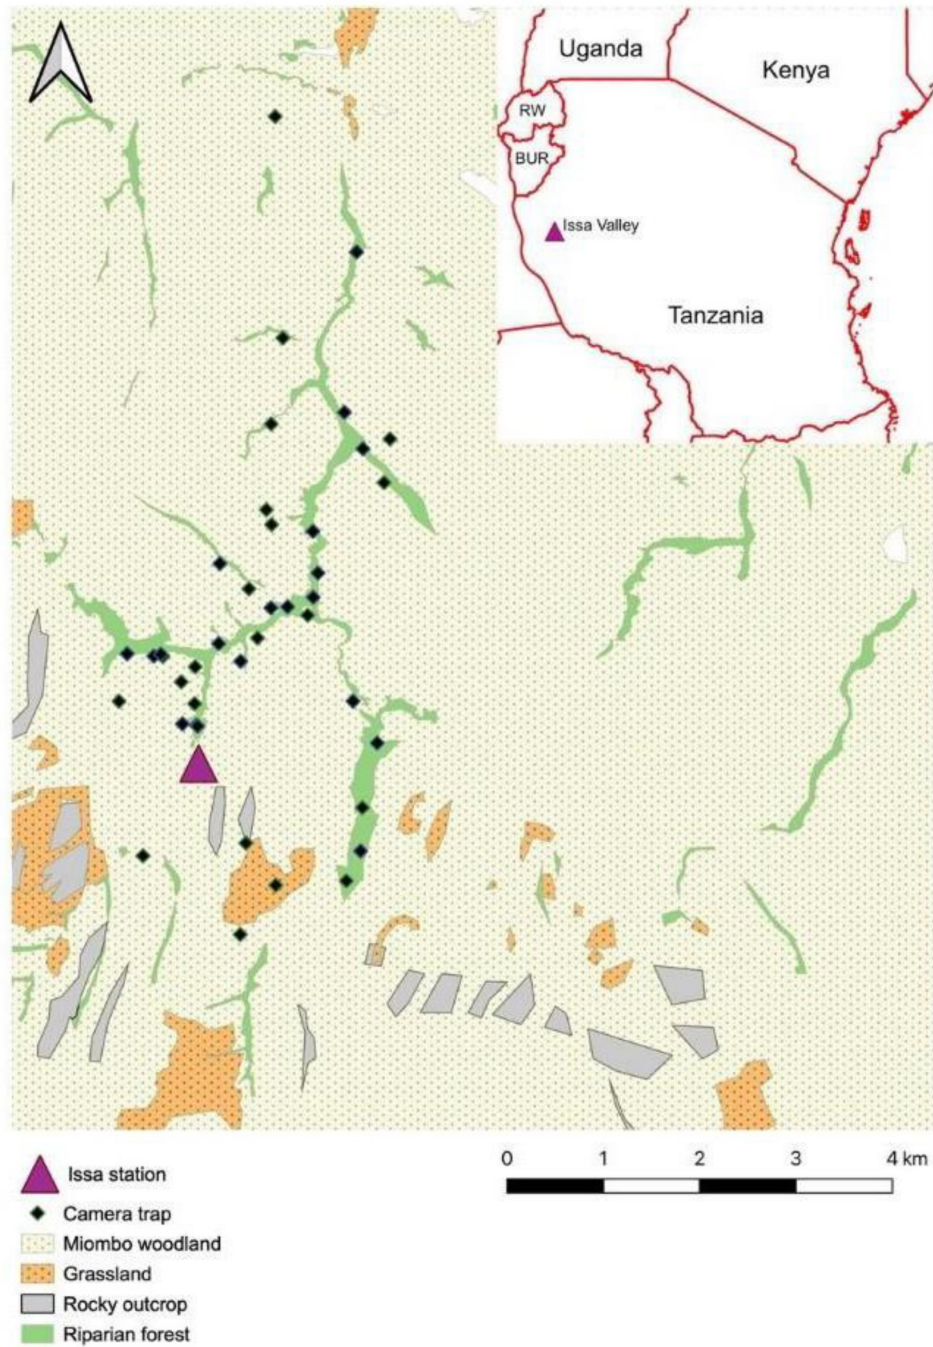 Uganda
Kenya
RW
BUR
Issa Valley
Tanzania
Issa station
Camera trap
Miombo woodland
Grassland
Rocky outcrop
Riparian forest
0 1 2 3 4 km